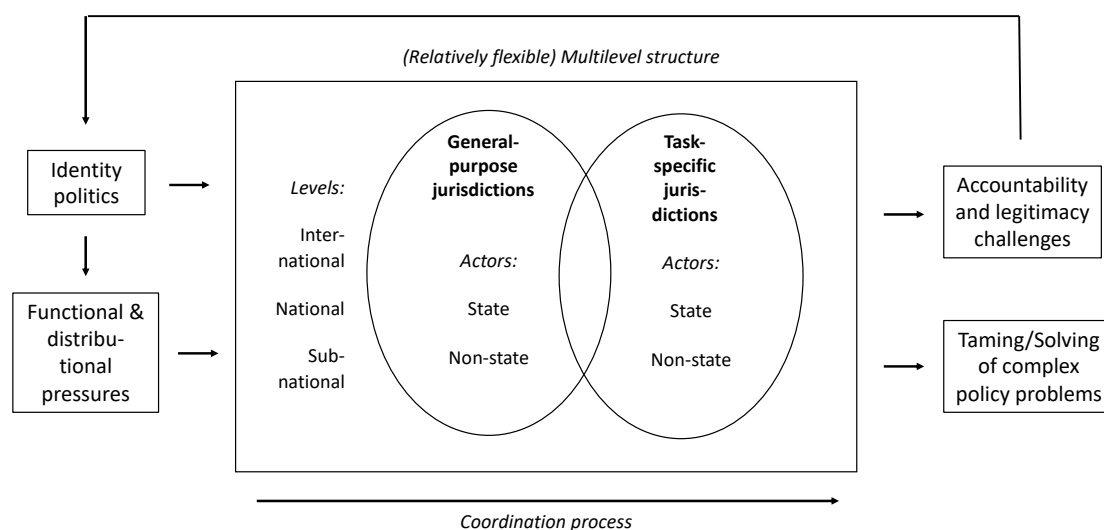 (Relatively flexible) Multilevel structure
Identity
politics
Functional &
distribu-
tional
pressures
Levels:
Inter-
national
National
Sub-
national
General-
purpose
jurisdictions
Actors:
State
Non-state
Task-
specific
juris-
dictions
Actors:
State
Non-state
Accountability
and legitimacy
challenges
Taming/Solving
of complex
policy problems
Coordination process